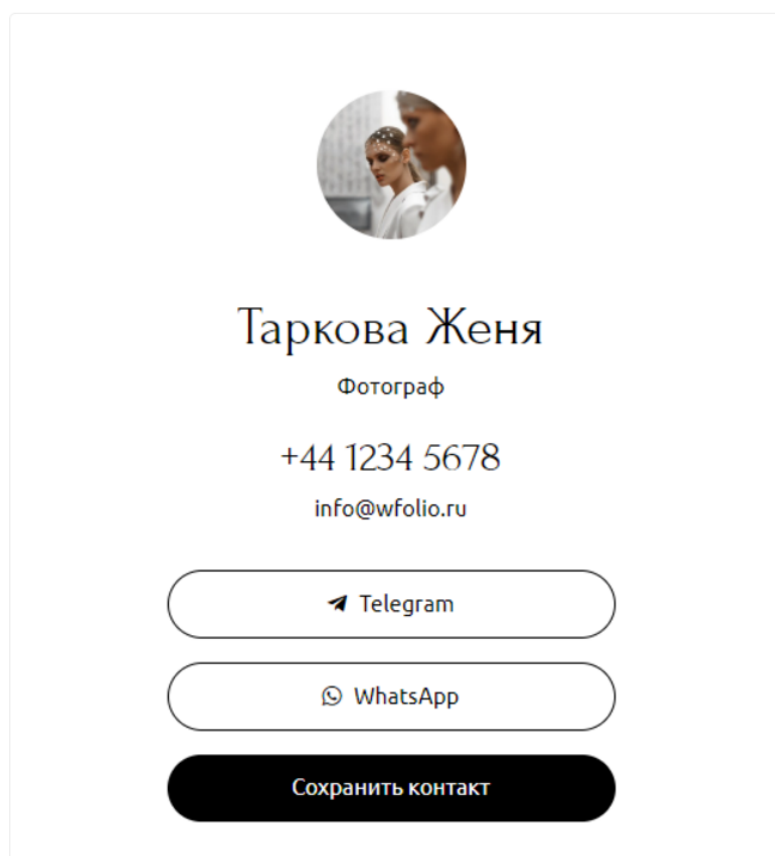 Таркова Женя
Фотограф
+44 1234 5678
info@wfolio.ru
Telegram
WhatsApp
Сохранить контакт